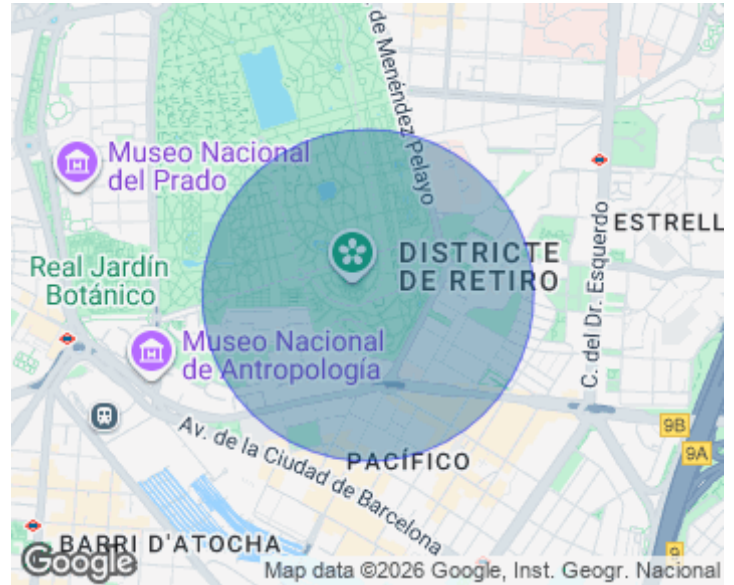 de Menéndez Pelayo
Museo Nacional
del Prado
ESTRELL
DISTRICTE
DE RETIRO
Real Jardín
Botánico
C. del Dr. Esquerdo
Museo Nacional
de Antropología
9B
9A
Av. de la Ciudad de Barcelona
PACÍFICO
BARRI D'ATOCHA
9
Google
Map data ©2026 Google, Inst. Geogr. Nacional